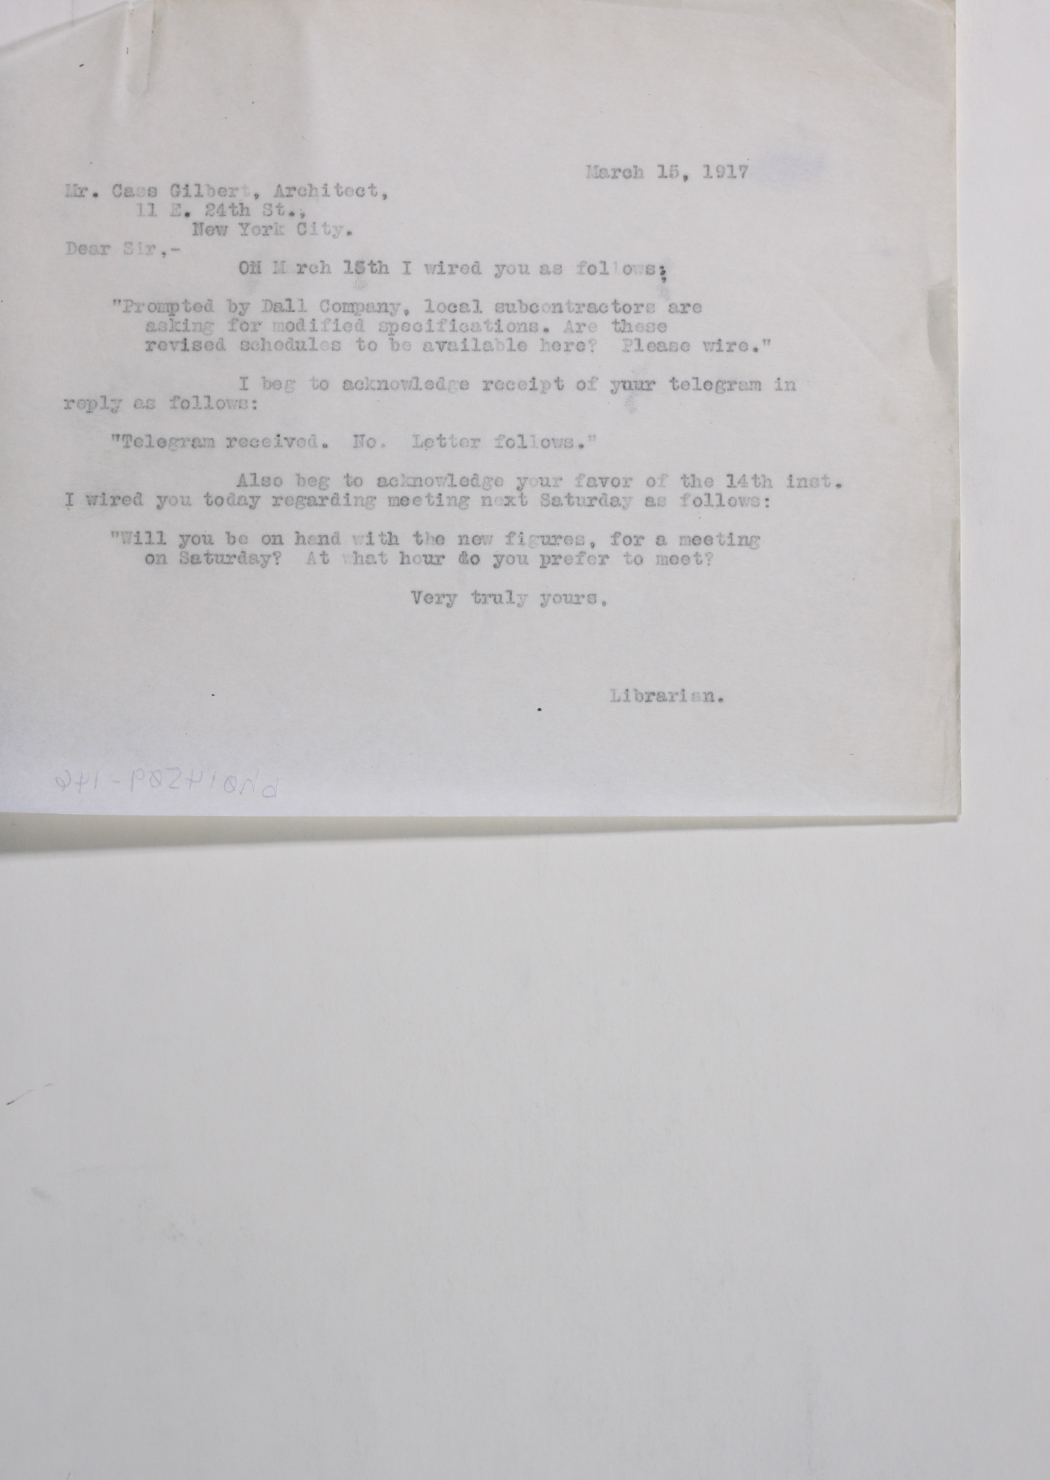 March 15, 1917
Mr. Cass Gilbert, Architect,
11 E. 24th St.,
New York City.
Dear Sir,-
ON March 15th I wired you as follows;
"Prompted by Dall Company, local subcontractors are
asking for modified specifications. Are these
revised schedules to be available here? Please wire."
I beg to acknowledge receipt of your telegram in
reply as follows:
"Telegram received. No. Letter follows."
Also beg to acknowledge your favor of the 14th inst.
I wired you today regarding meeting next Saturday as follows:
"Will you be on hand with the new figures, for a meeting
on Saturday? At what hour do you prefer to meet?
Very truly yours.
Librarian.